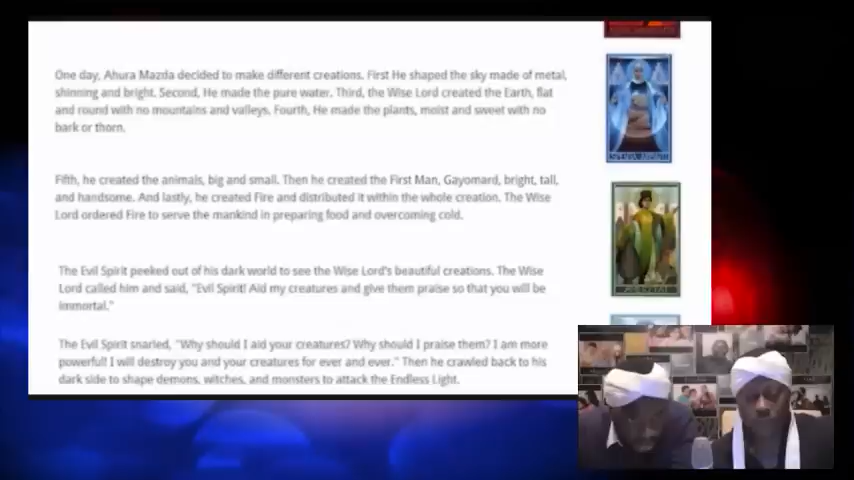 One day, Ahura Mazda decided to make different creations. First He shaped the sky made of metal,
shinning and bright. Second, He made the pure water. Third, the Wise Lord created the Earth, flat
and round with no mountains and valleys. Fourth, He made the plants, moist and sweet with no
bark or thorn.
Fifth, he created the animals, big and small. Then he created the First Man, Gayomard, bright, tall,
and handsome. And lastly, he created Fire and distributed it within the whole creation. The Wise
Lord ordered Fire to serve the mankind in preparing food and overcoming cold.
The Evil Spirit peeked out of his dark world to see the Wise Lord's beautiful creations. The Wise
Lord called him and said, "Evil Spirit! Aid my creatures and give them praise so that you will be
immortal."
The Evil Spirit snarled, "Why should I aid your creatures? Why should I praise them? I am more
powerful! I will destroy you and your creatures for ever and ever." Then he crawled back to his
dark side to shape demons, witches, and monsters to attack the Endless Light.